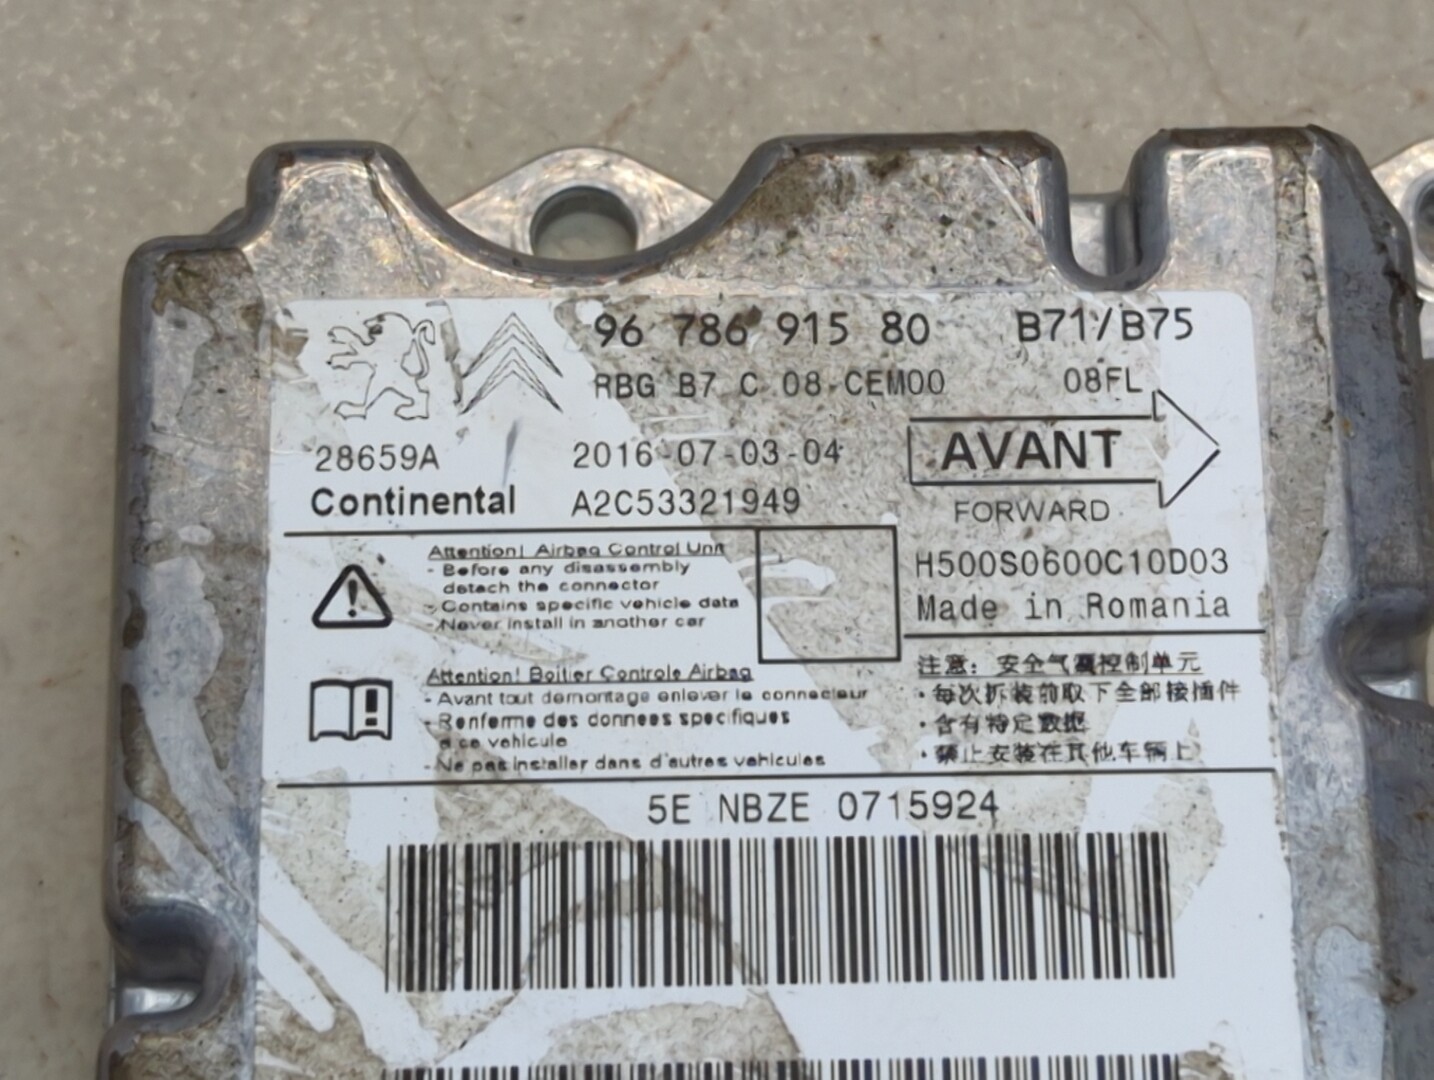 96 786 915 80 B71/B75
RBG B7 C 08-CEM00 08FL
28659A 2016-07-03-04 AVANT
Continental A2C53321949 FORWARD
Attention! Airbag Control Unit
- Before any disassembly
detach the connector
- Contains specific vehicle data
- Never install in another car
H500S0600C10D03
Made in Romania
Attention! Boitier Controle Airbag
- Avant tout demontage enlever le connecteur
- Renferme des donnees specifiques
a ce vehicule
- Ne pas installer dans d'autres vehicules
注意: 安全气囊控制单元
·每次拆装前取下全部接插件
·含有特定数据
·禁止安装在其他车辆上
5E NBZE 0715924